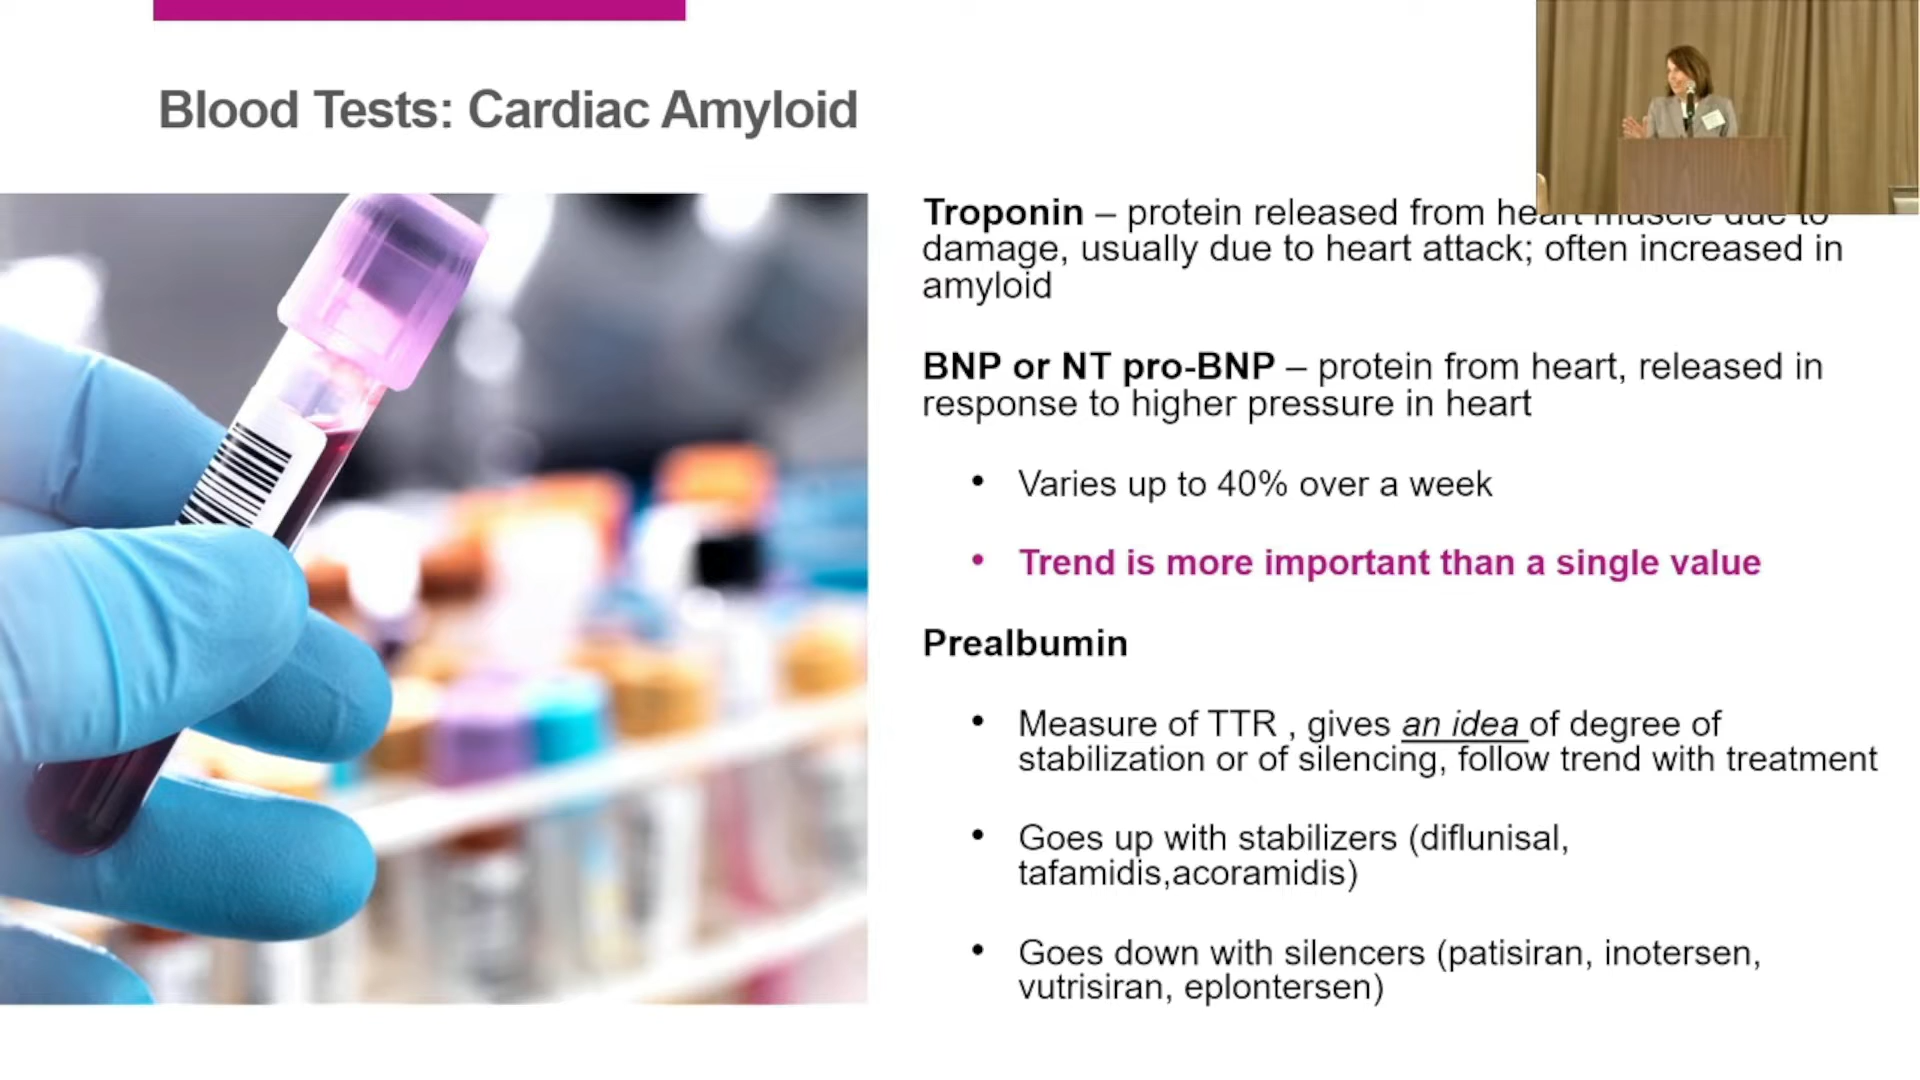 Blood Tests: Cardiac Amyloid
Troponin – protein released from heart muscle due to
damage, usually due to heart attack; often increased in
amyloid
BNP or NT pro-BNP – protein from heart, released in
response to higher pressure in heart
• Varies up to 40% over a week
• Trend is more important than a single value
Prealbumin
• Measure of TTR , gives an idea of degree of
stabilization or of silencing, follow trend with treatment
• Goes up with stabilizers (diflunisal,
tafamidis,acoramidis)
• Goes down with silencers (patisiran, inotersen,
vutrisiran, eplontersen)